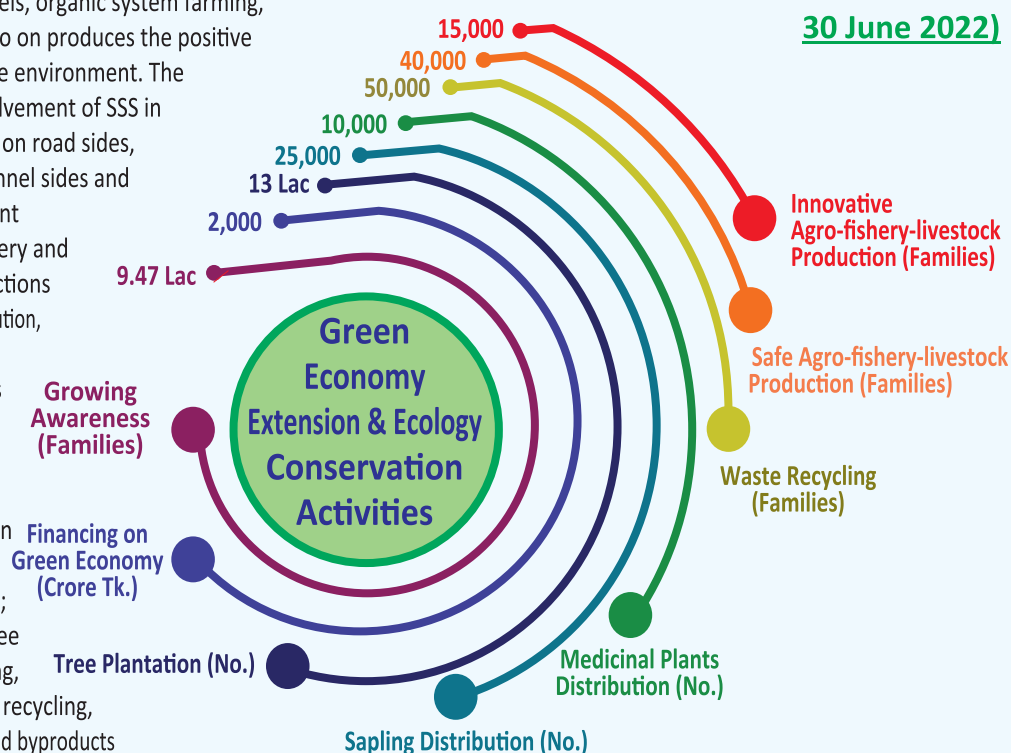 els, organic system farming,
o on produces the positive
e environment. The
lvement of SSS in
on road sides,
nnel sides and
nt
ery and
ctions
ution,
s
n
;
ee
ng,
recycling,
d byproducts
30 June 2022)
15,000
40,000
50,000
10,000
25,000
13 Lac
2,000
9.47 Lac
Green
Economy
Extension & Ecology
Conservation
Activities
Innovative
Agro-fishery-livestock
Production (Families)
Safe Agro-fishery-livestock
Production (Families)
Waste Recycling
(Families)
Medicinal Plants
Distribution (No.)
Sapling Distribution (No.)
Tree Plantation (No.)
Financing on
Green Economy
(Crore Tk.)
Growing
Awareness
(Families)